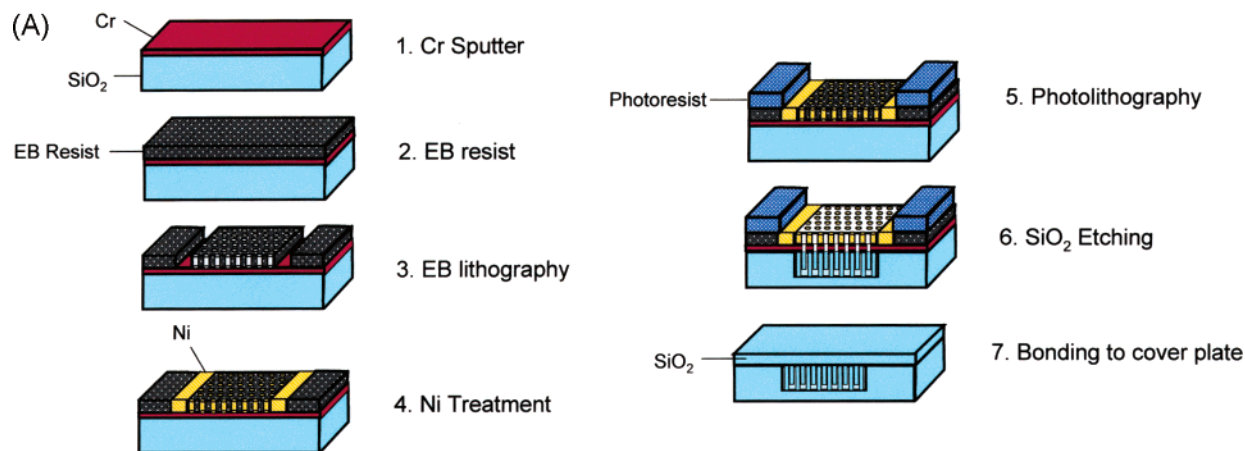 (A)
Cr
SiO₂
1. Cr Sputter
EB Resist
2. EB resist
3. EB lithography
Ni
4. Ni Treatment
Photoresist
5. Photolithography
6. SiO₂ Etching
SiO₂
7. Bonding to cover plate